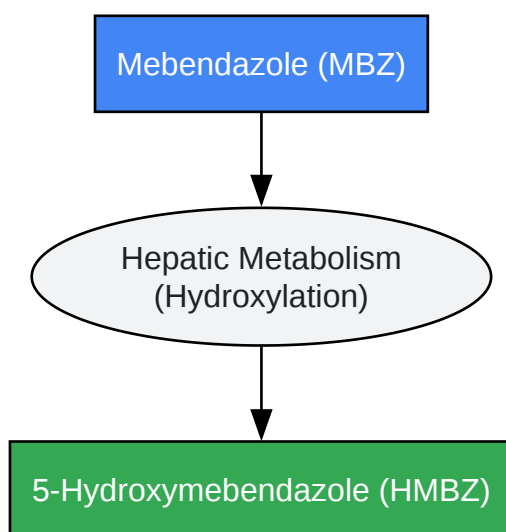 Mebendazole (MBZ)
Hepatic Metabolism
(Hydroxylation)
5-Hydroxymebendazole (HMBZ)